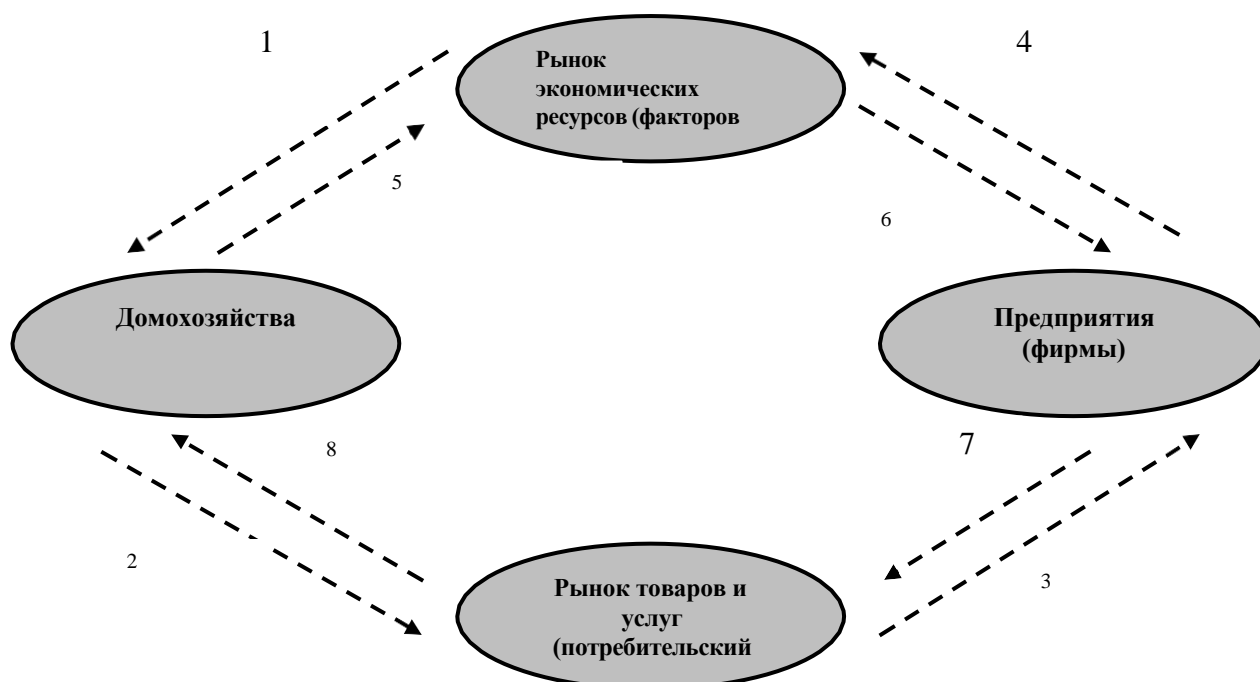 1
4
Рынок
экономических
ресурсов (факторов
5
6
Домохозяйства
Предприятия
(фирмы)
8
7
2
3
Рынок товаров и
услуг
(потребительский